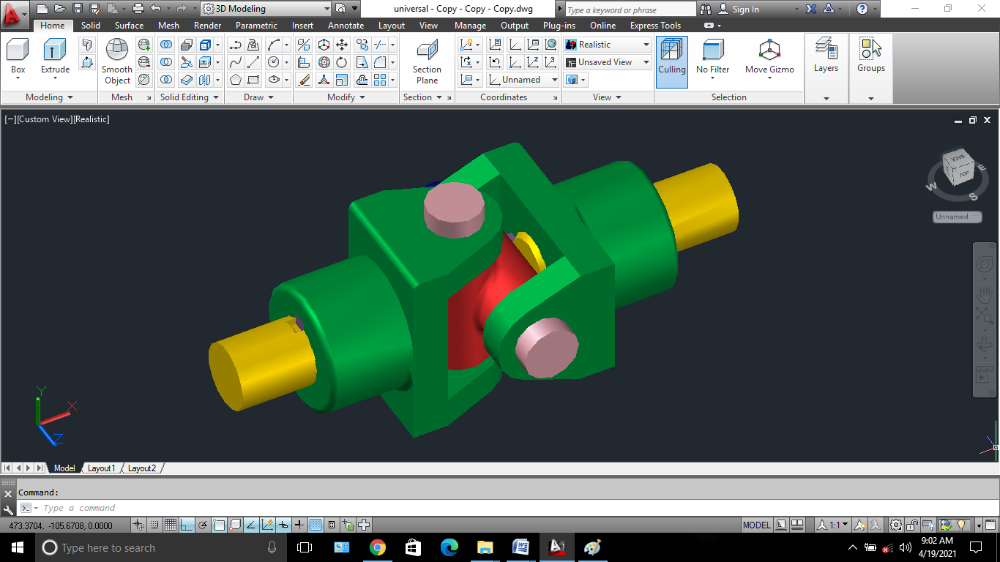 3D Modeling universal - Copy - Copy - Copy.dwg Type a keyword or phrase Sign In
Home Solid Surface Mesh Render Parametric Insert Annotate Layout View Manage Output Plug-ins Online Express Tools
Box Extrude Smooth Object Section Plane Realistic Unsaved View Unnamed Culling No Filter Move Gizmo Layers Groups
Modeling Mesh Solid Editing Draw Modify Section Coordinates View Selection
[−][Custom View][Realistic]
BACK
TOP
W
S
E
Unnamed
Y
X
Z
Model Layout1 Layout2
Command:
Type a command
473.3704, -105.6708, 0.0000 MODEL 1:1
Type here to search
9:02 AM
4/19/2021